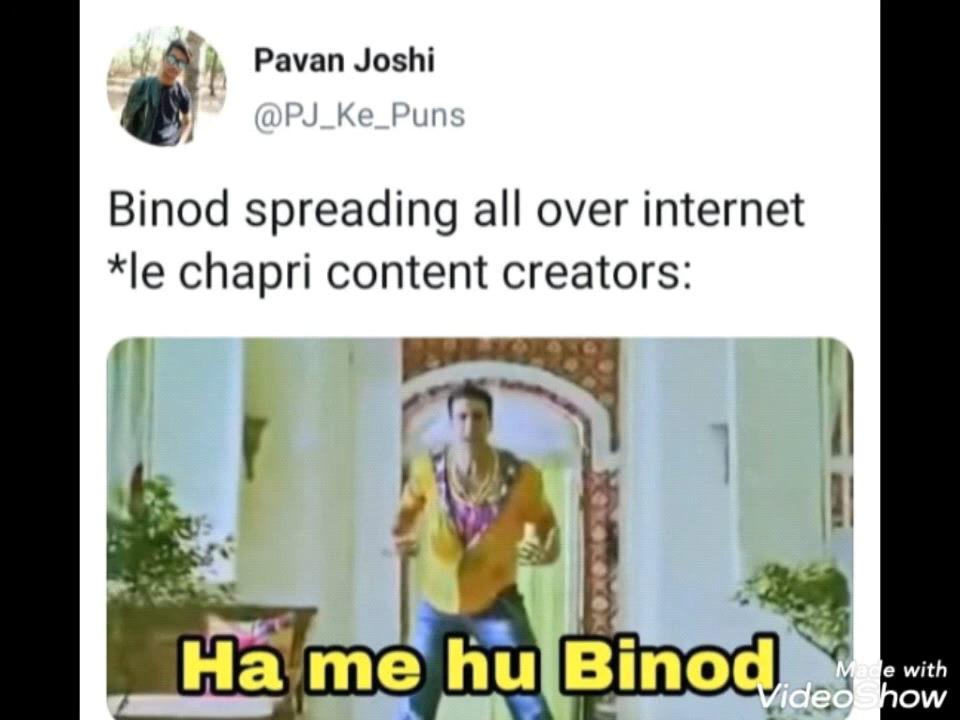 Pavan Joshi
@PJ_Ke_Puns
Binod spreading all over internet
*le chapri content creators:
Ha me hu Binod
Made with
VideoShow